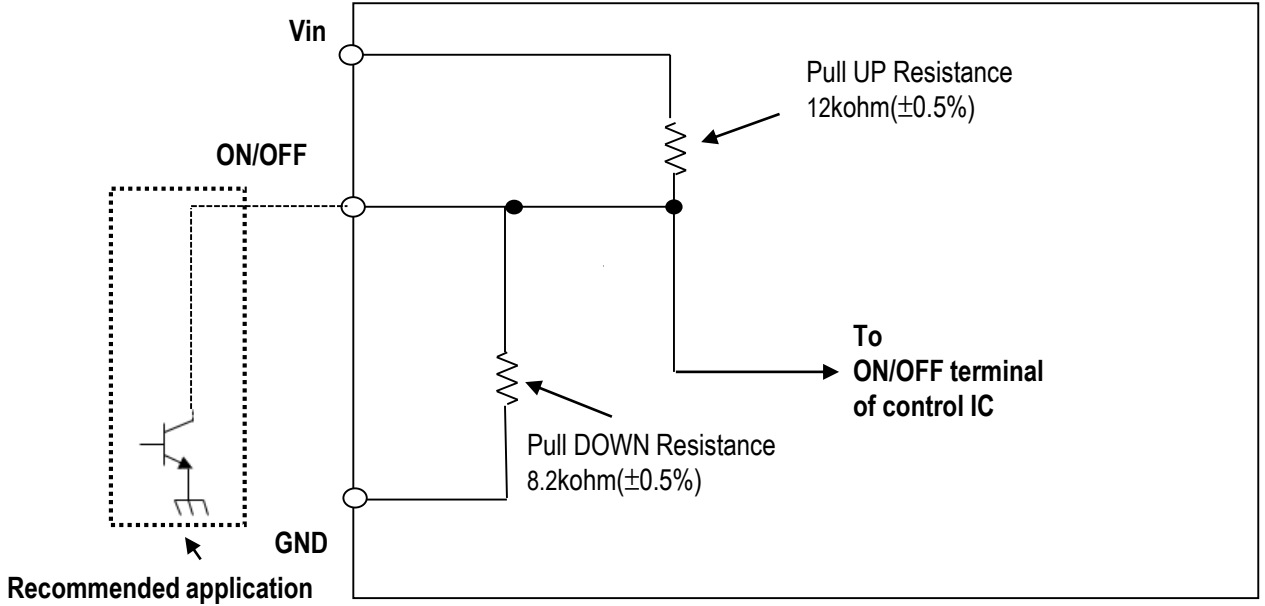 Vin
Pull UP Resistance
12kohm(±0.5%)
ON/OFF
To
ON/OFF terminal
of control IC
Pull DOWN Resistance
8.2kohm(±0.5%)
GND
Recommended application